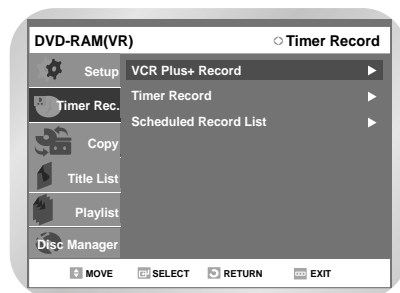 DVD-RAM(VR) Timer Record
Setup
Timer Rec.
Copy
Title List
Playlist
Disc Manager
VCR Plus+ Record
Timer Record
Scheduled Record List
MOVE SELECT RETURN EXIT